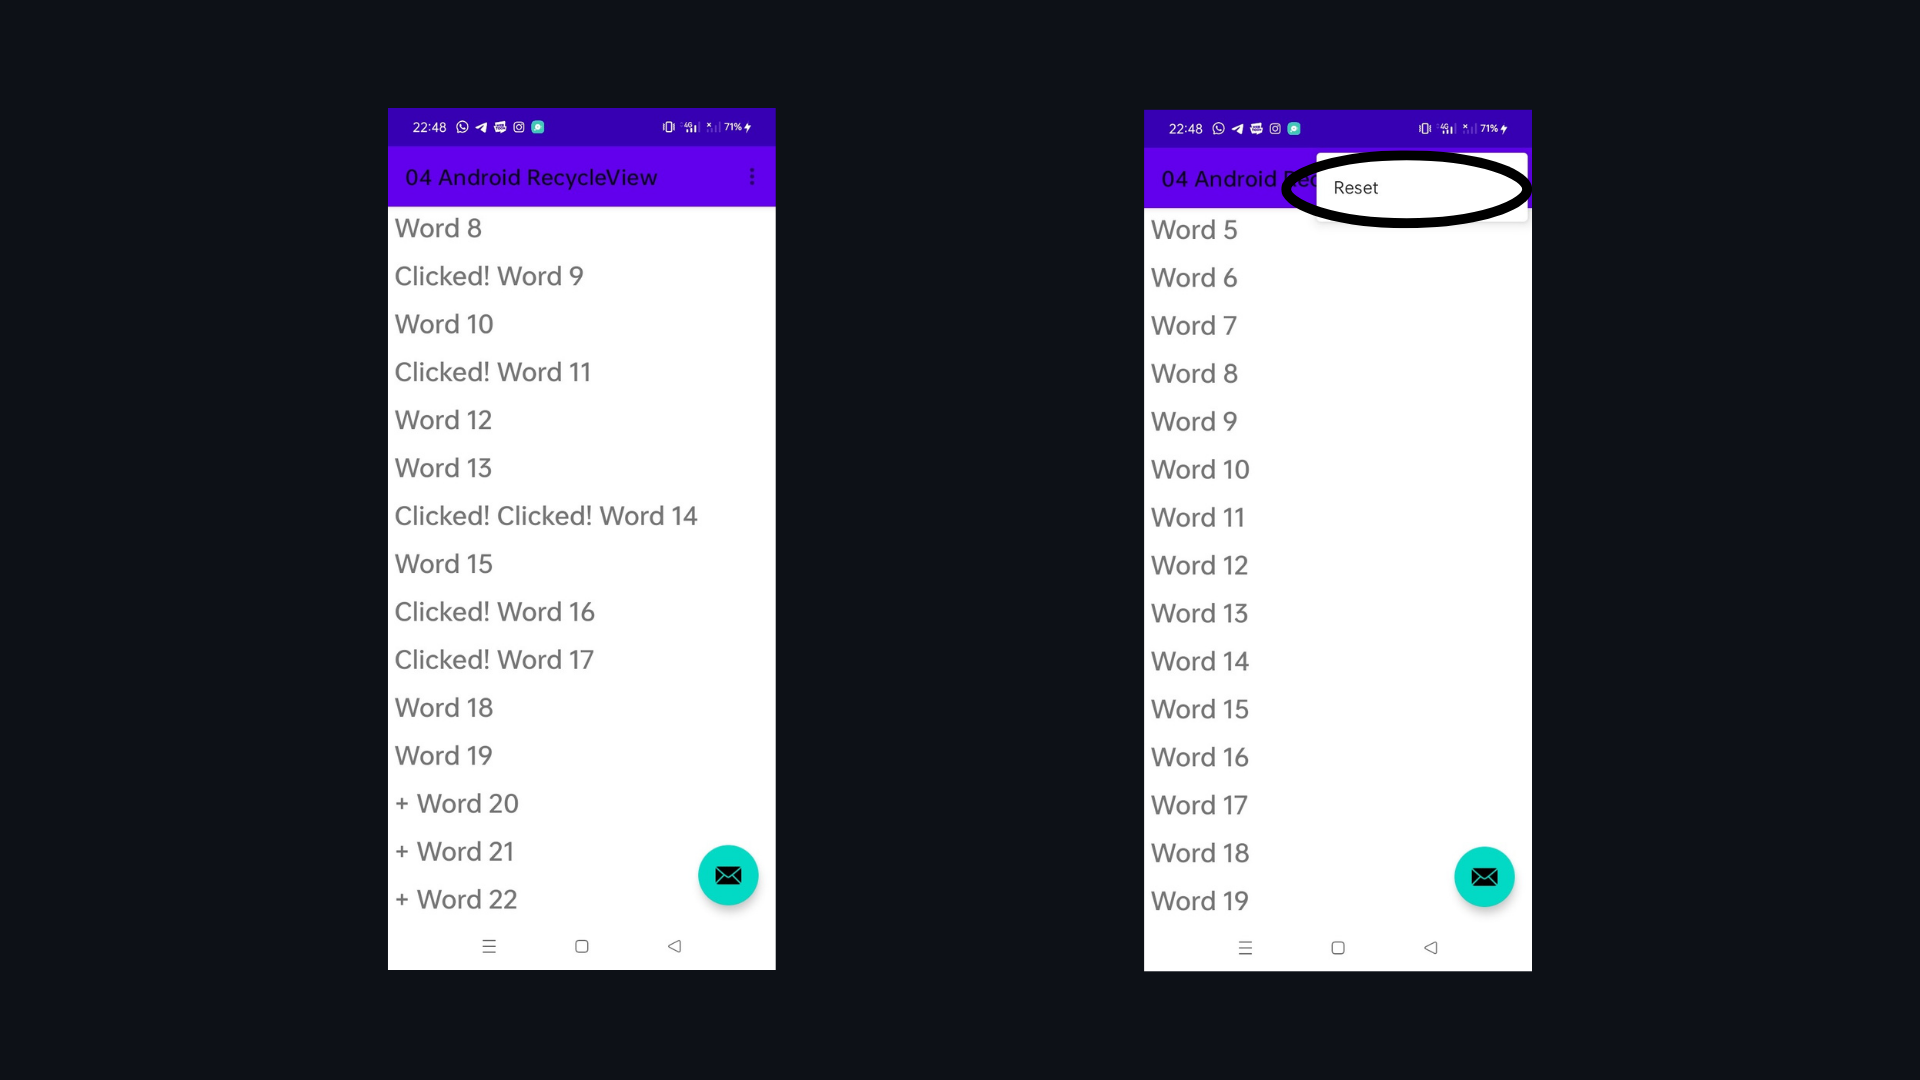 22:48 71%
04 Android RecycleView
Word 8
Clicked! Word 9
Word 10
Clicked! Word 11
Word 12
Word 13
Clicked! Clicked! Word 14
Word 15
Clicked! Word 16
Clicked! Word 17
Word 18
Word 19
+ Word 20
+ Word 21
+ Word 22
22:48 71%
04 Android Rec
Reset
Word 5
Word 6
Word 7
Word 8
Word 9
Word 10
Word 11
Word 12
Word 13
Word 14
Word 15
Word 16
Word 17
Word 18
Word 19